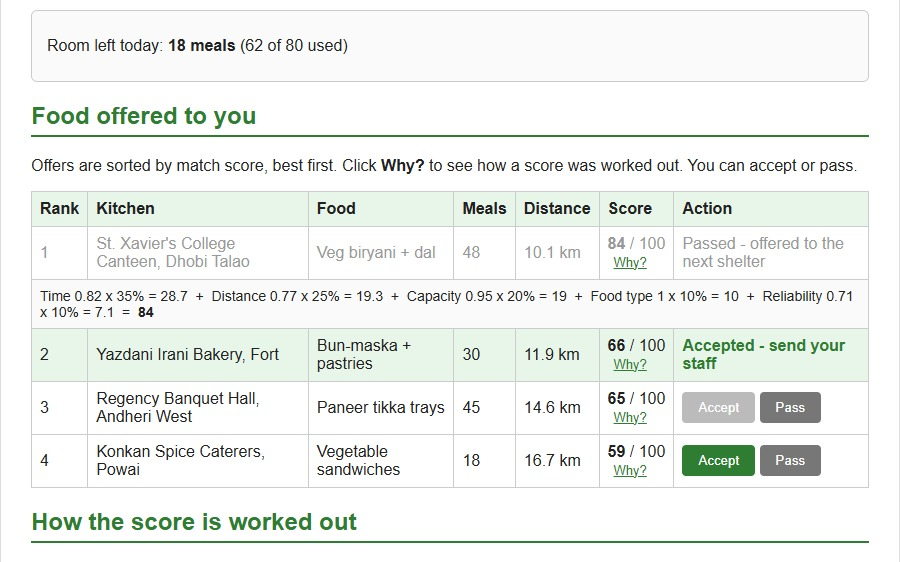 Room left today: 18 meals (62 of 80 used)
Food offered to you
Offers are sorted by match score, best first. Click Why? to see how a score was worked out. You can accept or pass.
Rank Kitchen Food Meals Distance Score Action
1 St. Xavier's College Canteen, Dhobi Talao Veg biryani + dal 48 10.1 km 84 / 100 Why? Passed - offered to the next shelter
Time 0.82 x 35% = 28.7 + Distance 0.77 x 25% = 19.3 + Capacity 0.95 x 20% = 19 + Food type 1 x 10% = 10 + Reliability 0.71
x 10% = 7.1 = 84
2 Yazdani Irani Bakery, Fort Bun-maska + pastries 30 11.9 km 66 / 100 Why? Accepted - send your staff
3 Regency Banquet Hall, Andheri West Paneer tikka trays 45 14.6 km 65 / 100 Why? Accept Pass
4 Konkan Spice Caterers, Powai Vegetable sandwiches 18 16.7 km 59 / 100 Why? Accept Pass
How the score is worked out